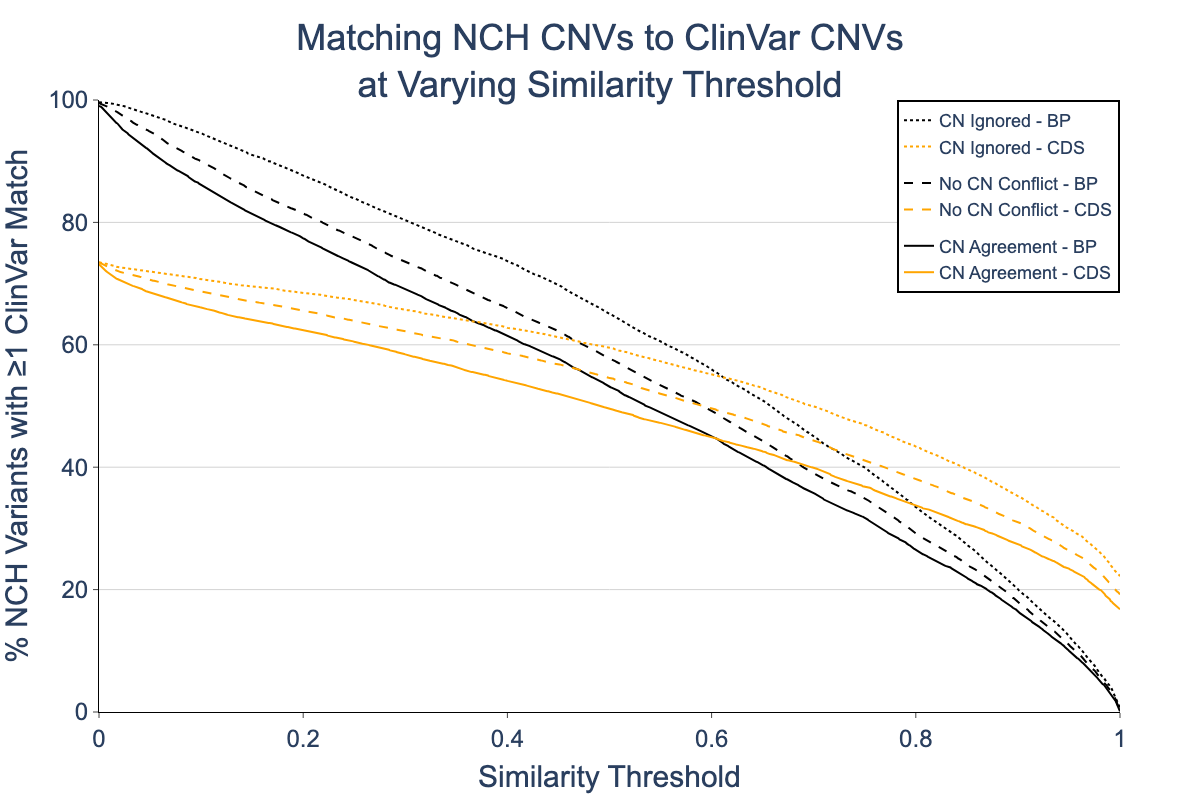 Matching NCH CNVs to ClinVar CNVs
at Varying Similarity Threshold
% NCH Variants with ≥1 ClinVar Match
100
80
60
40
20
0
0
0.2
0.4
0.6
0.8
1
Similarity Threshold
CN Ignored - BP
CN Ignored - CDS
No CN Conflict - BP
No CN Conflict - CDS
CN Agreement - BP
CN Agreement - CDS